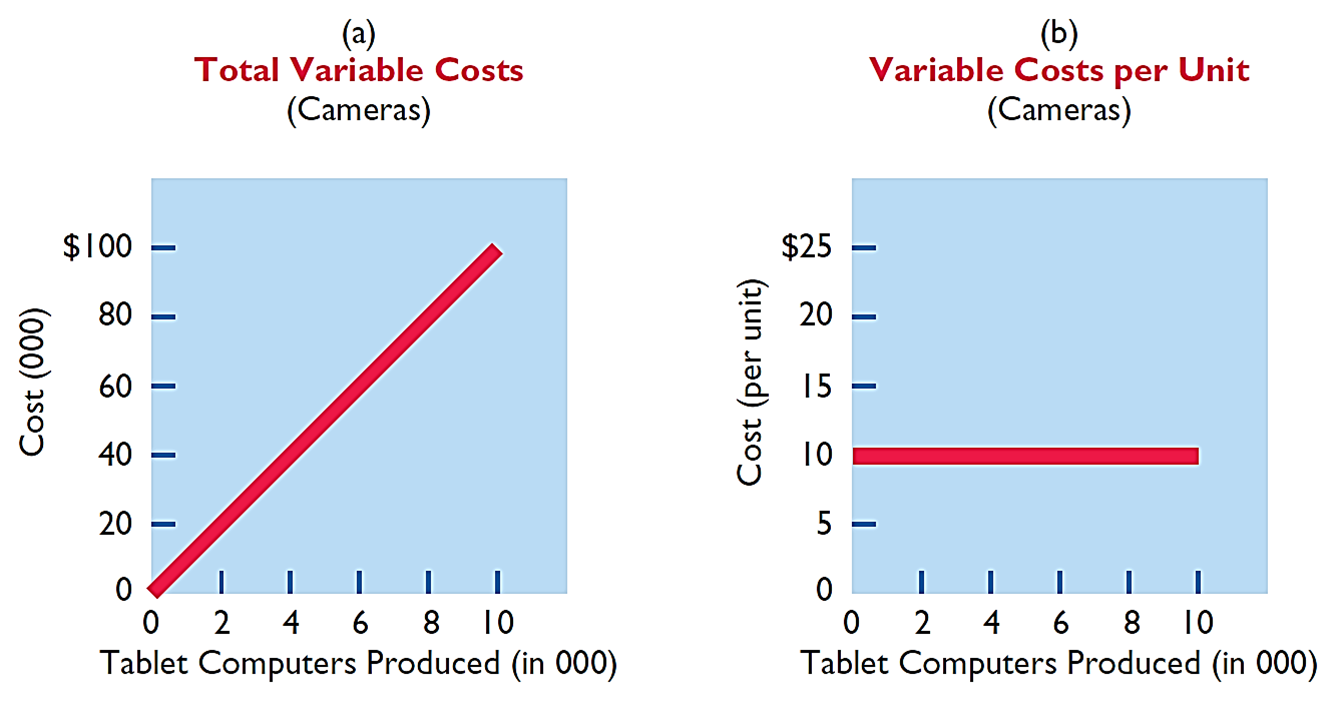 (a)
Total Variable Costs
(Cameras)
Cost (000)
$100
80
60
40
20
0
0 2 4 6 8 10
Tablet Computers Produced (in 000)
(b)
Variable Costs per Unit
(Cameras)
Cost (per unit)
$25
20
15
10
5
0
0 2 4 6 8 10
Tablet Computers Produced (in 000)